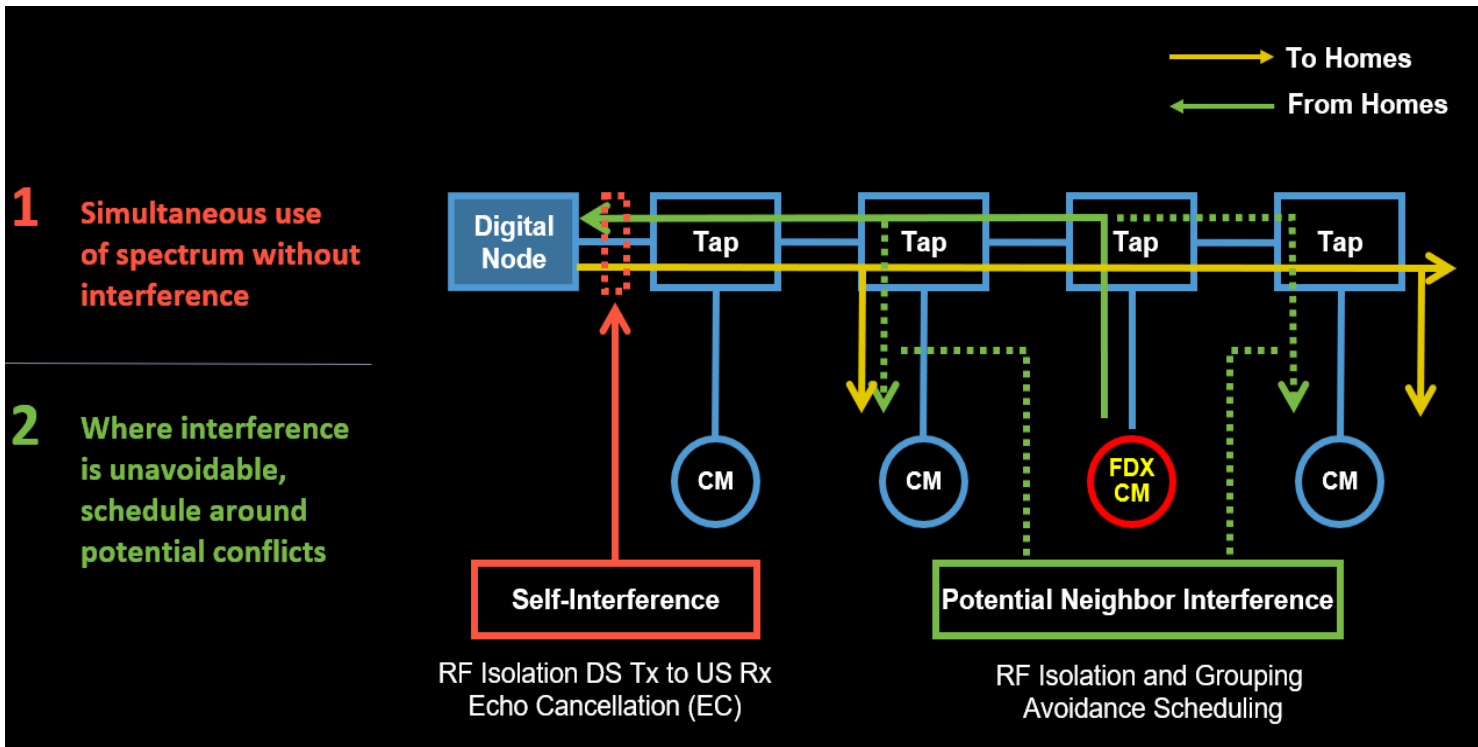 To Homes
From Homes
1
Simultaneous use
of spectrum without
interference
2
Where interference
is unavoidable,
schedule around
potential conflicts
Digital
Node
Tap
Tap
Tap
Tap
CM
CM
FDX
CM
CM
Self-Interference
RF Isolation DS Tx to US Rx
Echo Cancellation (EC)
Potential Neighbor Interference
RF Isolation and Grouping
Avoidance Scheduling